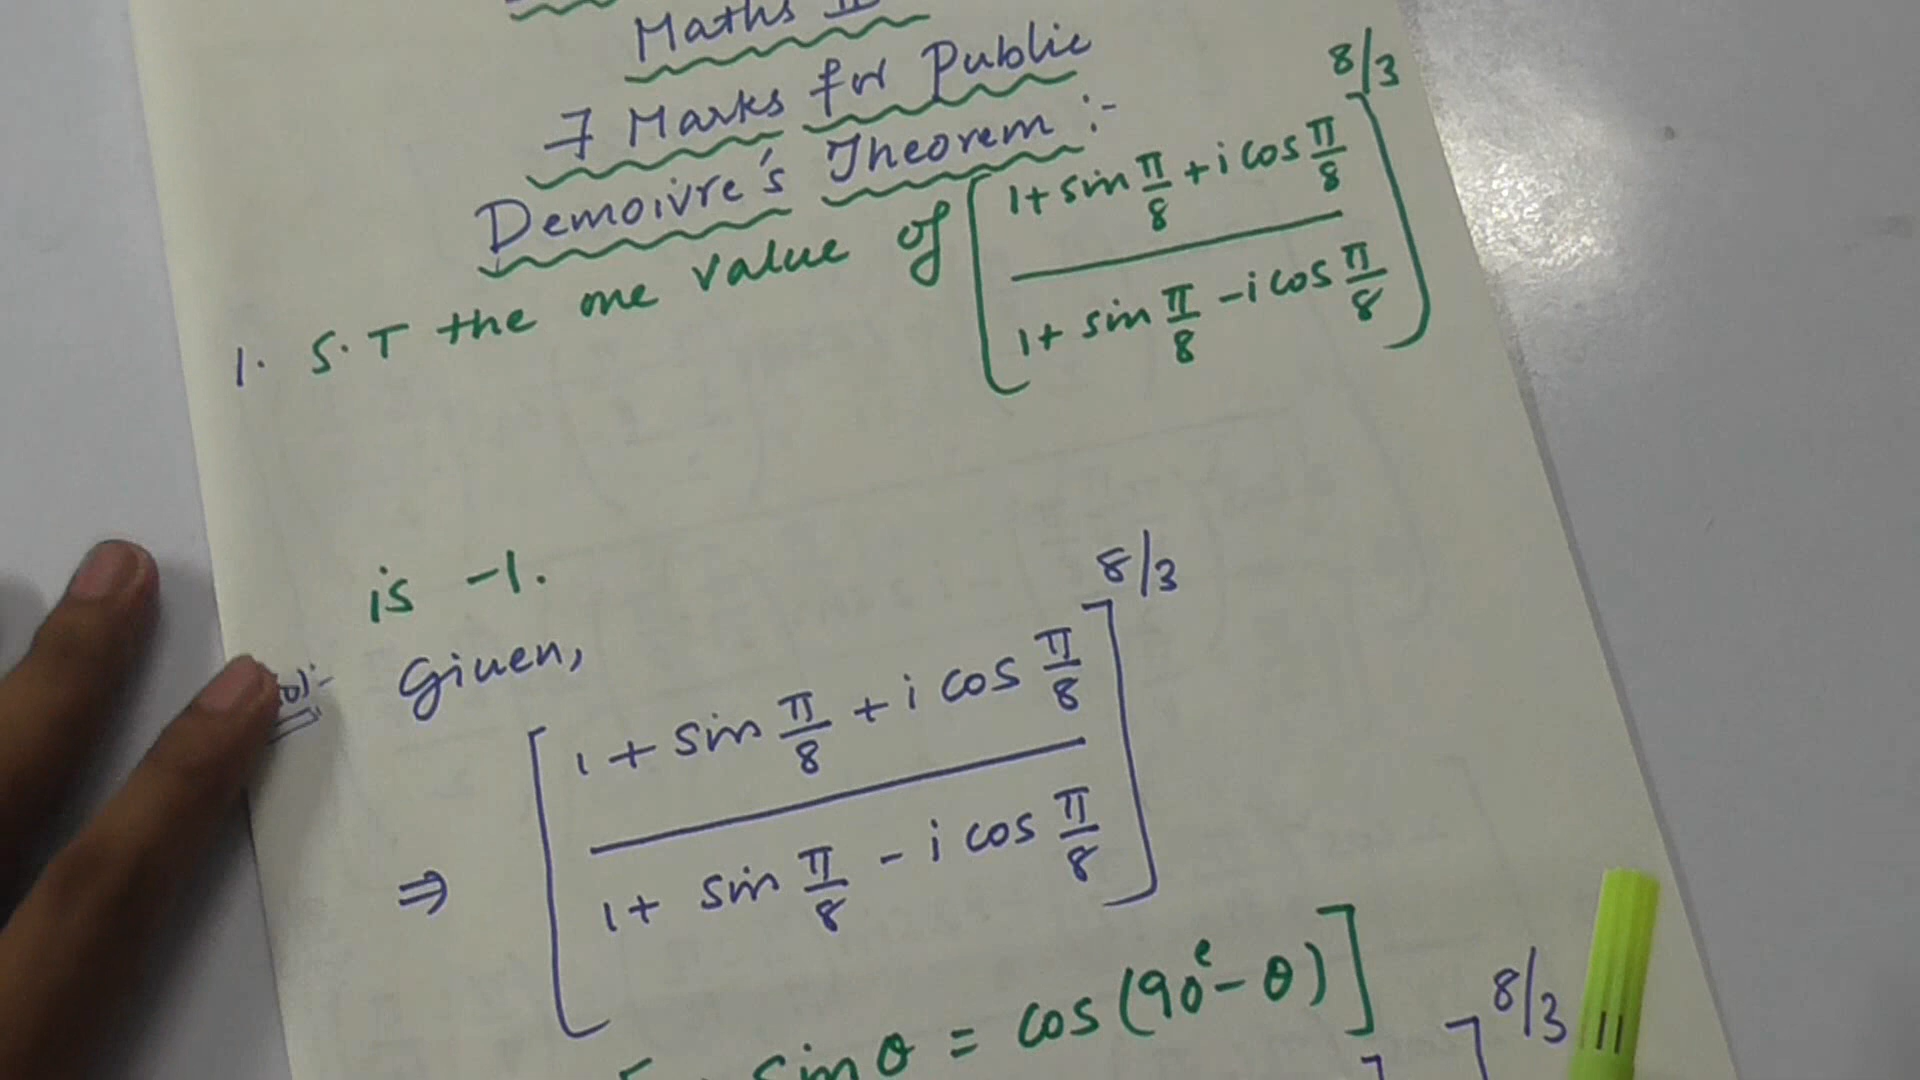 Maths II
7 Marks for Public
Demoivre's Theorem :-
1. S.T the one value of [1 + sin π/8 + i cos π/8 / 1 + sin π/8 - i cos π/8]^8/3
is -1.
Sol:- Given,
⇒ [1 + sin π/8 + i cos π/8 / 1 + sin π/8 - i cos π/8]^8/3
sin θ = cos (90° - θ)]
]^8/3